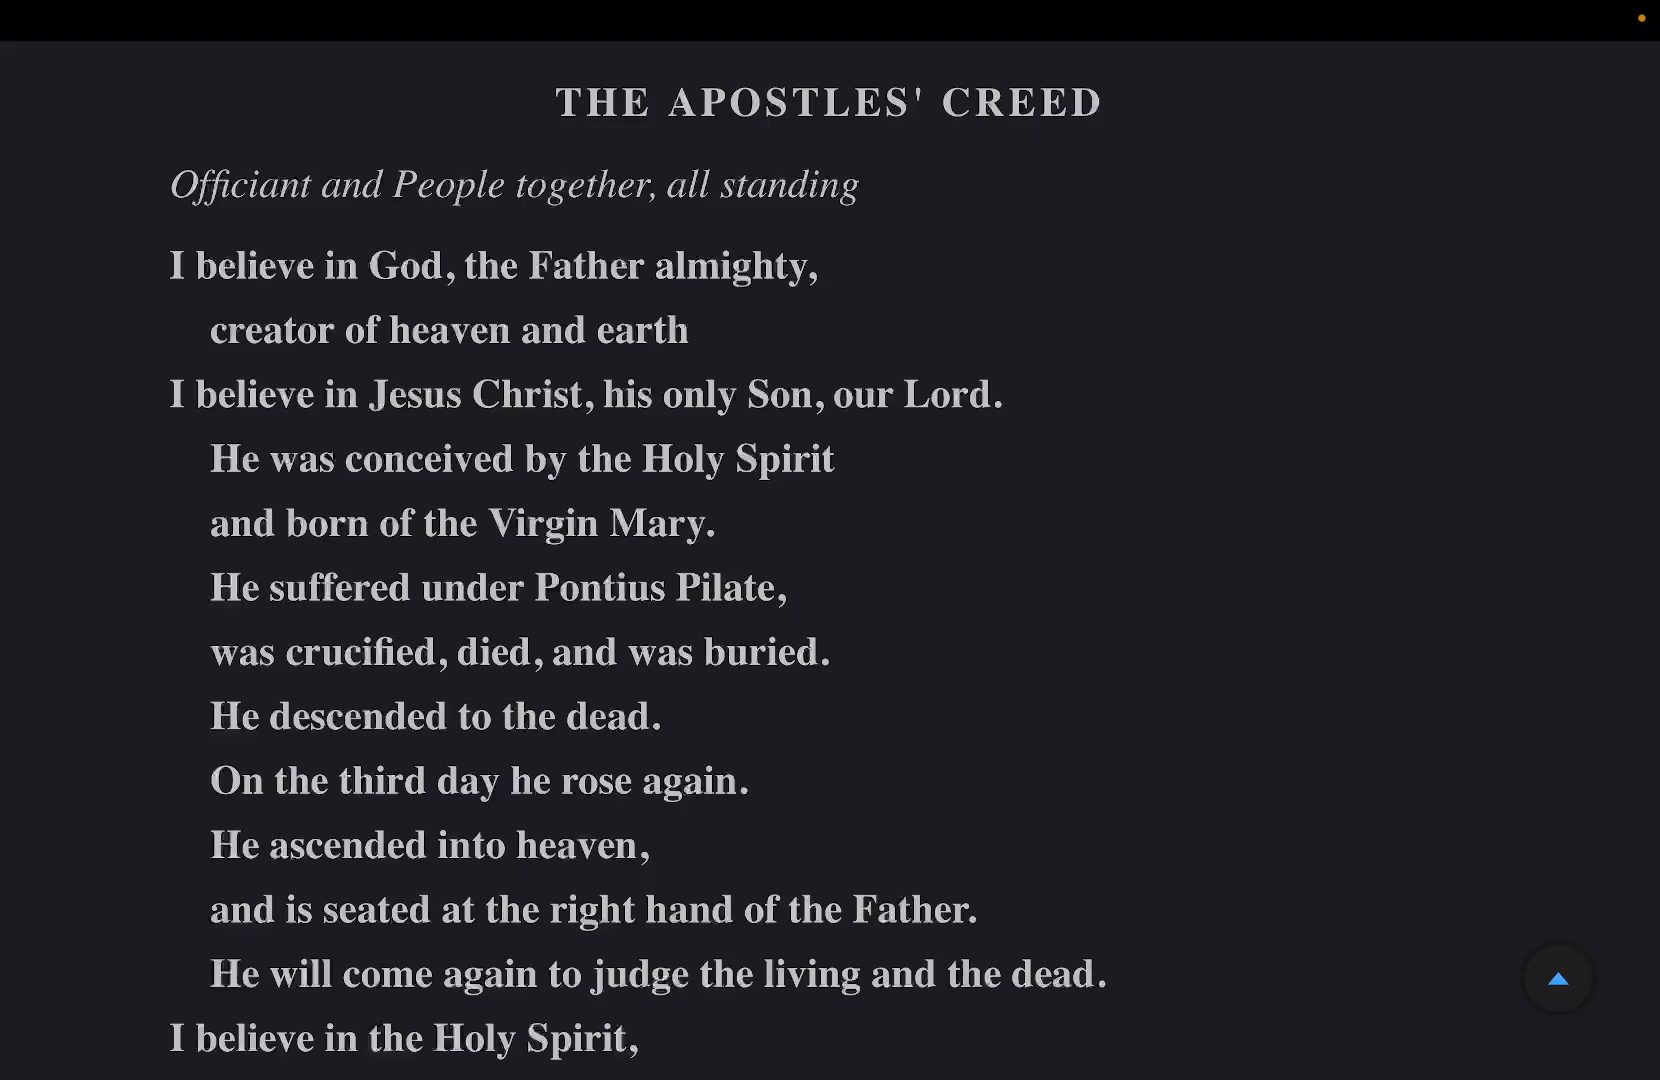 THE APOSTLES' CREED
Officiant and People together, all standing
I believe in God, the Father almighty,
creator of heaven and earth
I believe in Jesus Christ, his only Son, our Lord.
He was conceived by the Holy Spirit
and born of the Virgin Mary.
He suffered under Pontius Pilate,
was crucified, died, and was buried.
He descended to the dead.
On the third day he rose again.
He ascended into heaven,
and is seated at the right hand of the Father.
He will come again to judge the living and the dead.
I believe in the Holy Spirit,